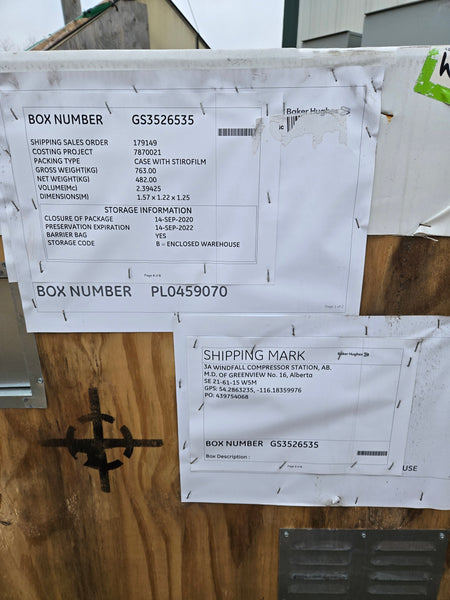 BOX NUMBER GS3526535
Baker Hughes
SHIPPING SALES ORDER 179149
COSTING PROJECT 7870021
PACKING TYPE CASE WITH STIROFILM
GROSS WEIGHT(KG) 763.00
NET WEIGHT(KG) 482.00
VOLUME(Mc) 2.39425
DIMENSIONS(M) 1.57 x 1.22 x 1.25
STORAGE INFORMATION
CLOSURE OF PACKAGE 14-SEP-2020
PRESERVATION EXPIRATION 14-SEP-2022
BARRIER BAG YES
STORAGE CODE B - ENCLOSED WAREHOUSE
BOX NUMBER PL0459070
SHIPPING MARK Baker Hughes
3A WINDFALL COMPRESSOR STATION, AB.
M.D. OF GREENVIEW No. 16, Alberta
SE 21-61-15 W5M
GPS: 54.2863235, -116.18359976
PO: 439754068
BOX NUMBER GS3526535
Box Description :
USE